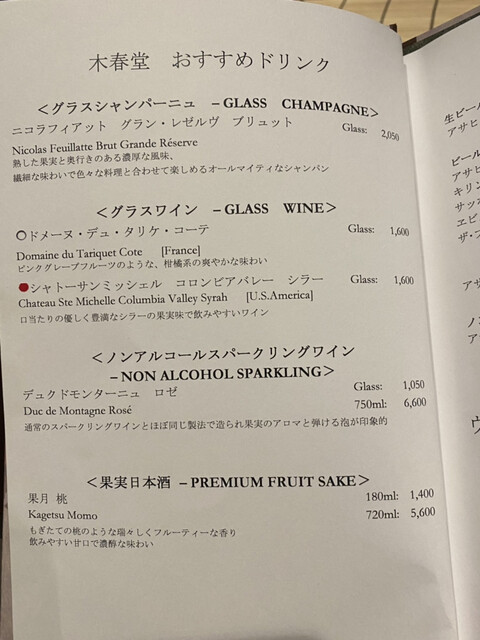 木春堂　おすすめドリンク
＜グラスシャンパーニュ　－GLASS　CHAMPAGNE＞
ニコラフィアット　グラン・レゼルヴ　ブリュット　Glass:　2,050
Nicolas Feuillatte Brut Grande Réserve
熟した果実と奥行きのある濃厚な風味、
繊細な味わいで色々な料理と合わせて楽しめるオールマイティなシャンパン
＜グラスワイン　－GLASS　WINE＞
○ドメーヌ・デュ・タリケ・コーテ　Glass:　1,600
Domaine du Tariquet Cote　[France]
ピンクグレープフルーツのような、柑橘系の爽やかな味わい
●シャトーサンミッシェル　コロンビアバレー　シラー　Glass:　1,600
Chateau Ste Michelle Columbia Valley Syrah　[U.S.America]
口当たりの優しく豊満なシラーの果実味で飲みやすいワイン
＜ノンアルコールスパークリングワイン
－NON ALCOHOL SPARKLING＞
デュクドモンターニュ　ロゼ　Glass:　1,050
Duc de Montagne Rosé　750ml:　6,600
通常のスパークリングワインとほぼ同じ製法で造られ果実のアロマと弾ける泡が印象的
＜果実日本酒　－PREMIUM FRUIT SAKE＞
果月 桃　180ml:　1,400
Kagetsu Momo　720ml:　5,600
もぎたての桃のような瑞々しくフルーティーな香り
飲みやすい甘口で濃醇な味わい
生ビール
アサヒ
ビール
アサ
キリン
サッポ
エビ
ザ・プ
アサ
ノン
ア